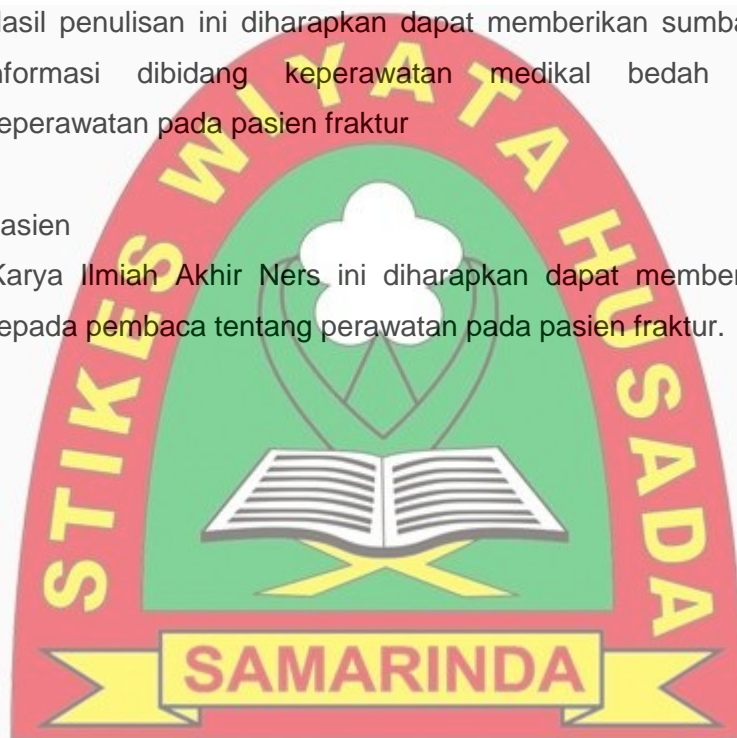 asil penulisan ini diharapkan dapat memberikan sumba
nformasi dibidang keperawatan medikal bedah
eperawatan pada pasien fraktur
asien
Karya Ilmiah Akhir Ners ini diharapkan dapat member
epada pembaca tentang perawatan pada pasien fraktur.
STIKES WIYATA HUSADA
SAMARINDA